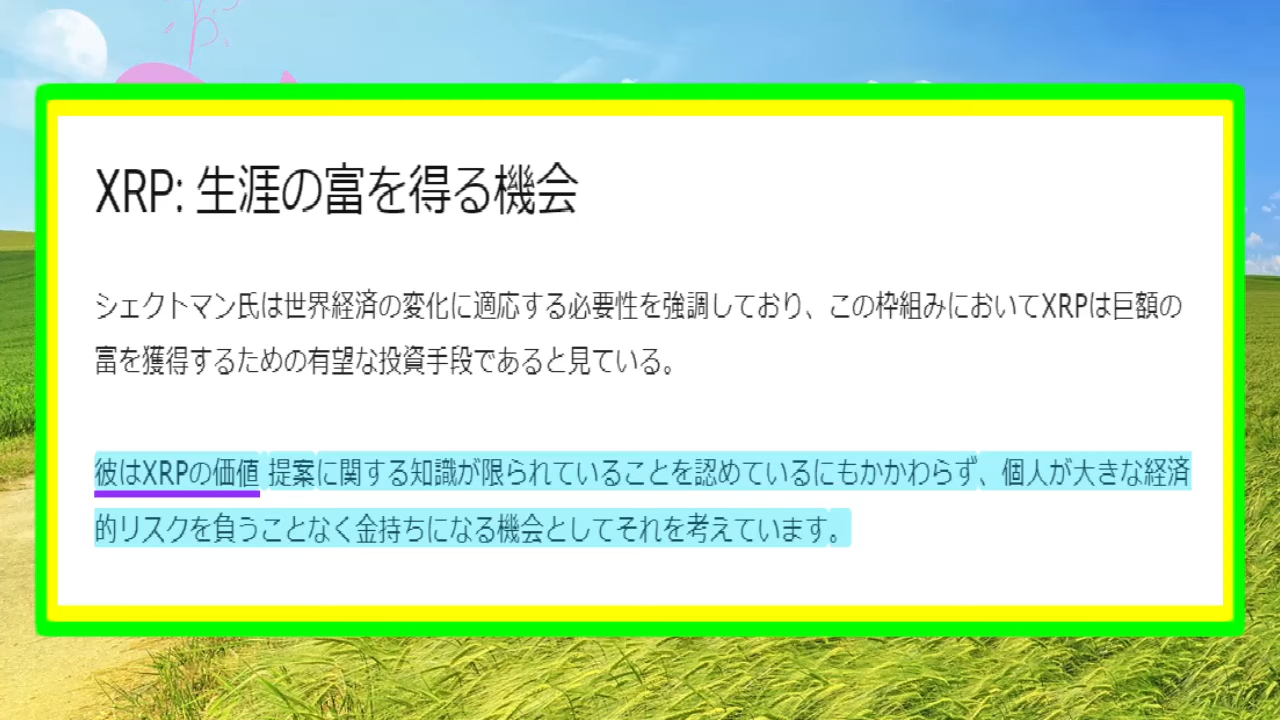 XRP: 生涯の富を得る機会
シェクトマン氏は世界経済の変化に適応する必要性を強調しており、この枠組みにおいてXRPは巨額の
富を獲得するための有望な投資手段であると見ている。
彼はXRPの価値 提案に関する知識が限られていることを認めているにもかかわらず、個人が大きな経済
的リスクを負うことなく金持ちになる機会としてそれを考えています。